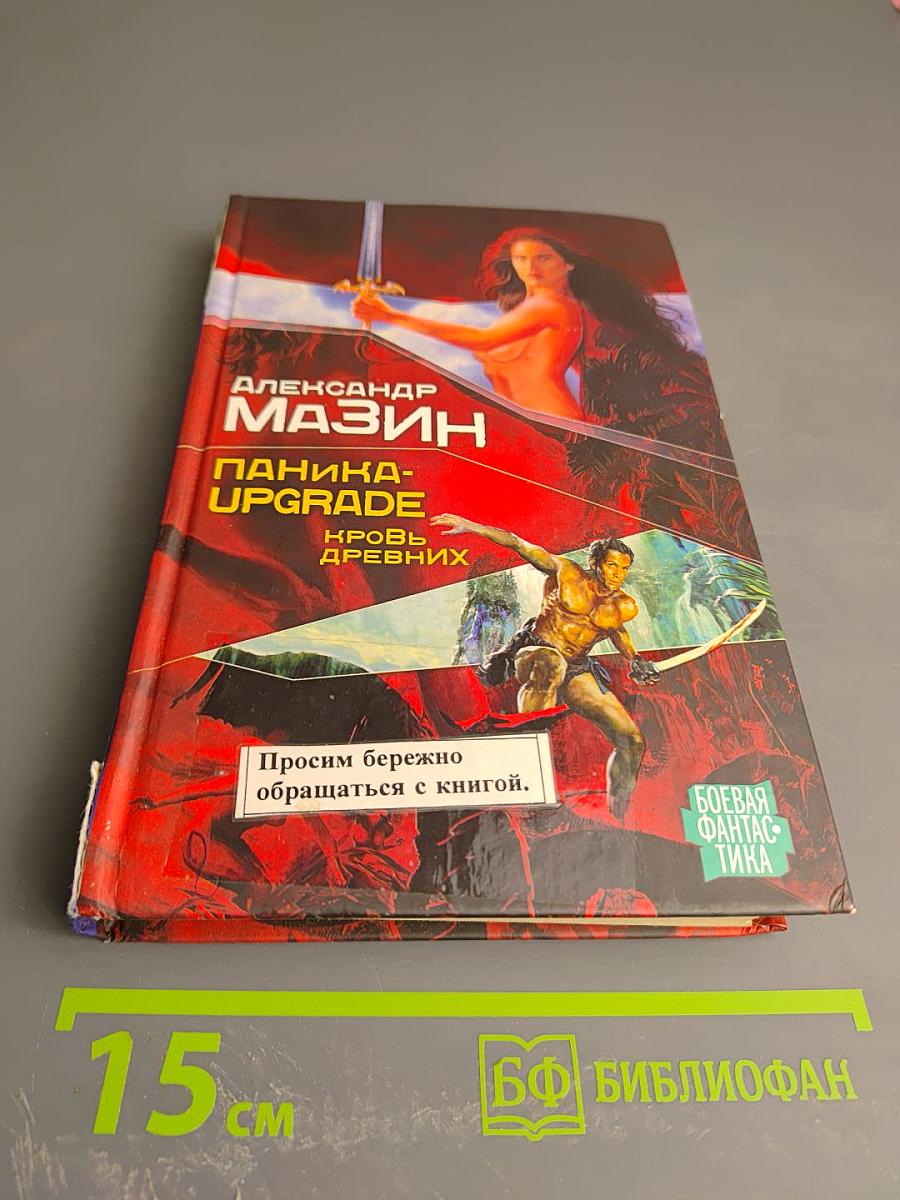 АЛЕКСАНДР
МАЗИН
ПАНИКА-
UPGRADE
КРОВЬ
ДРЕВНИХ
Просим бережно
обращаться с книгой.
БОЕВАЯ
ФАНТАС-
ТИКА
15 см
БФ БИБЛИОФАН